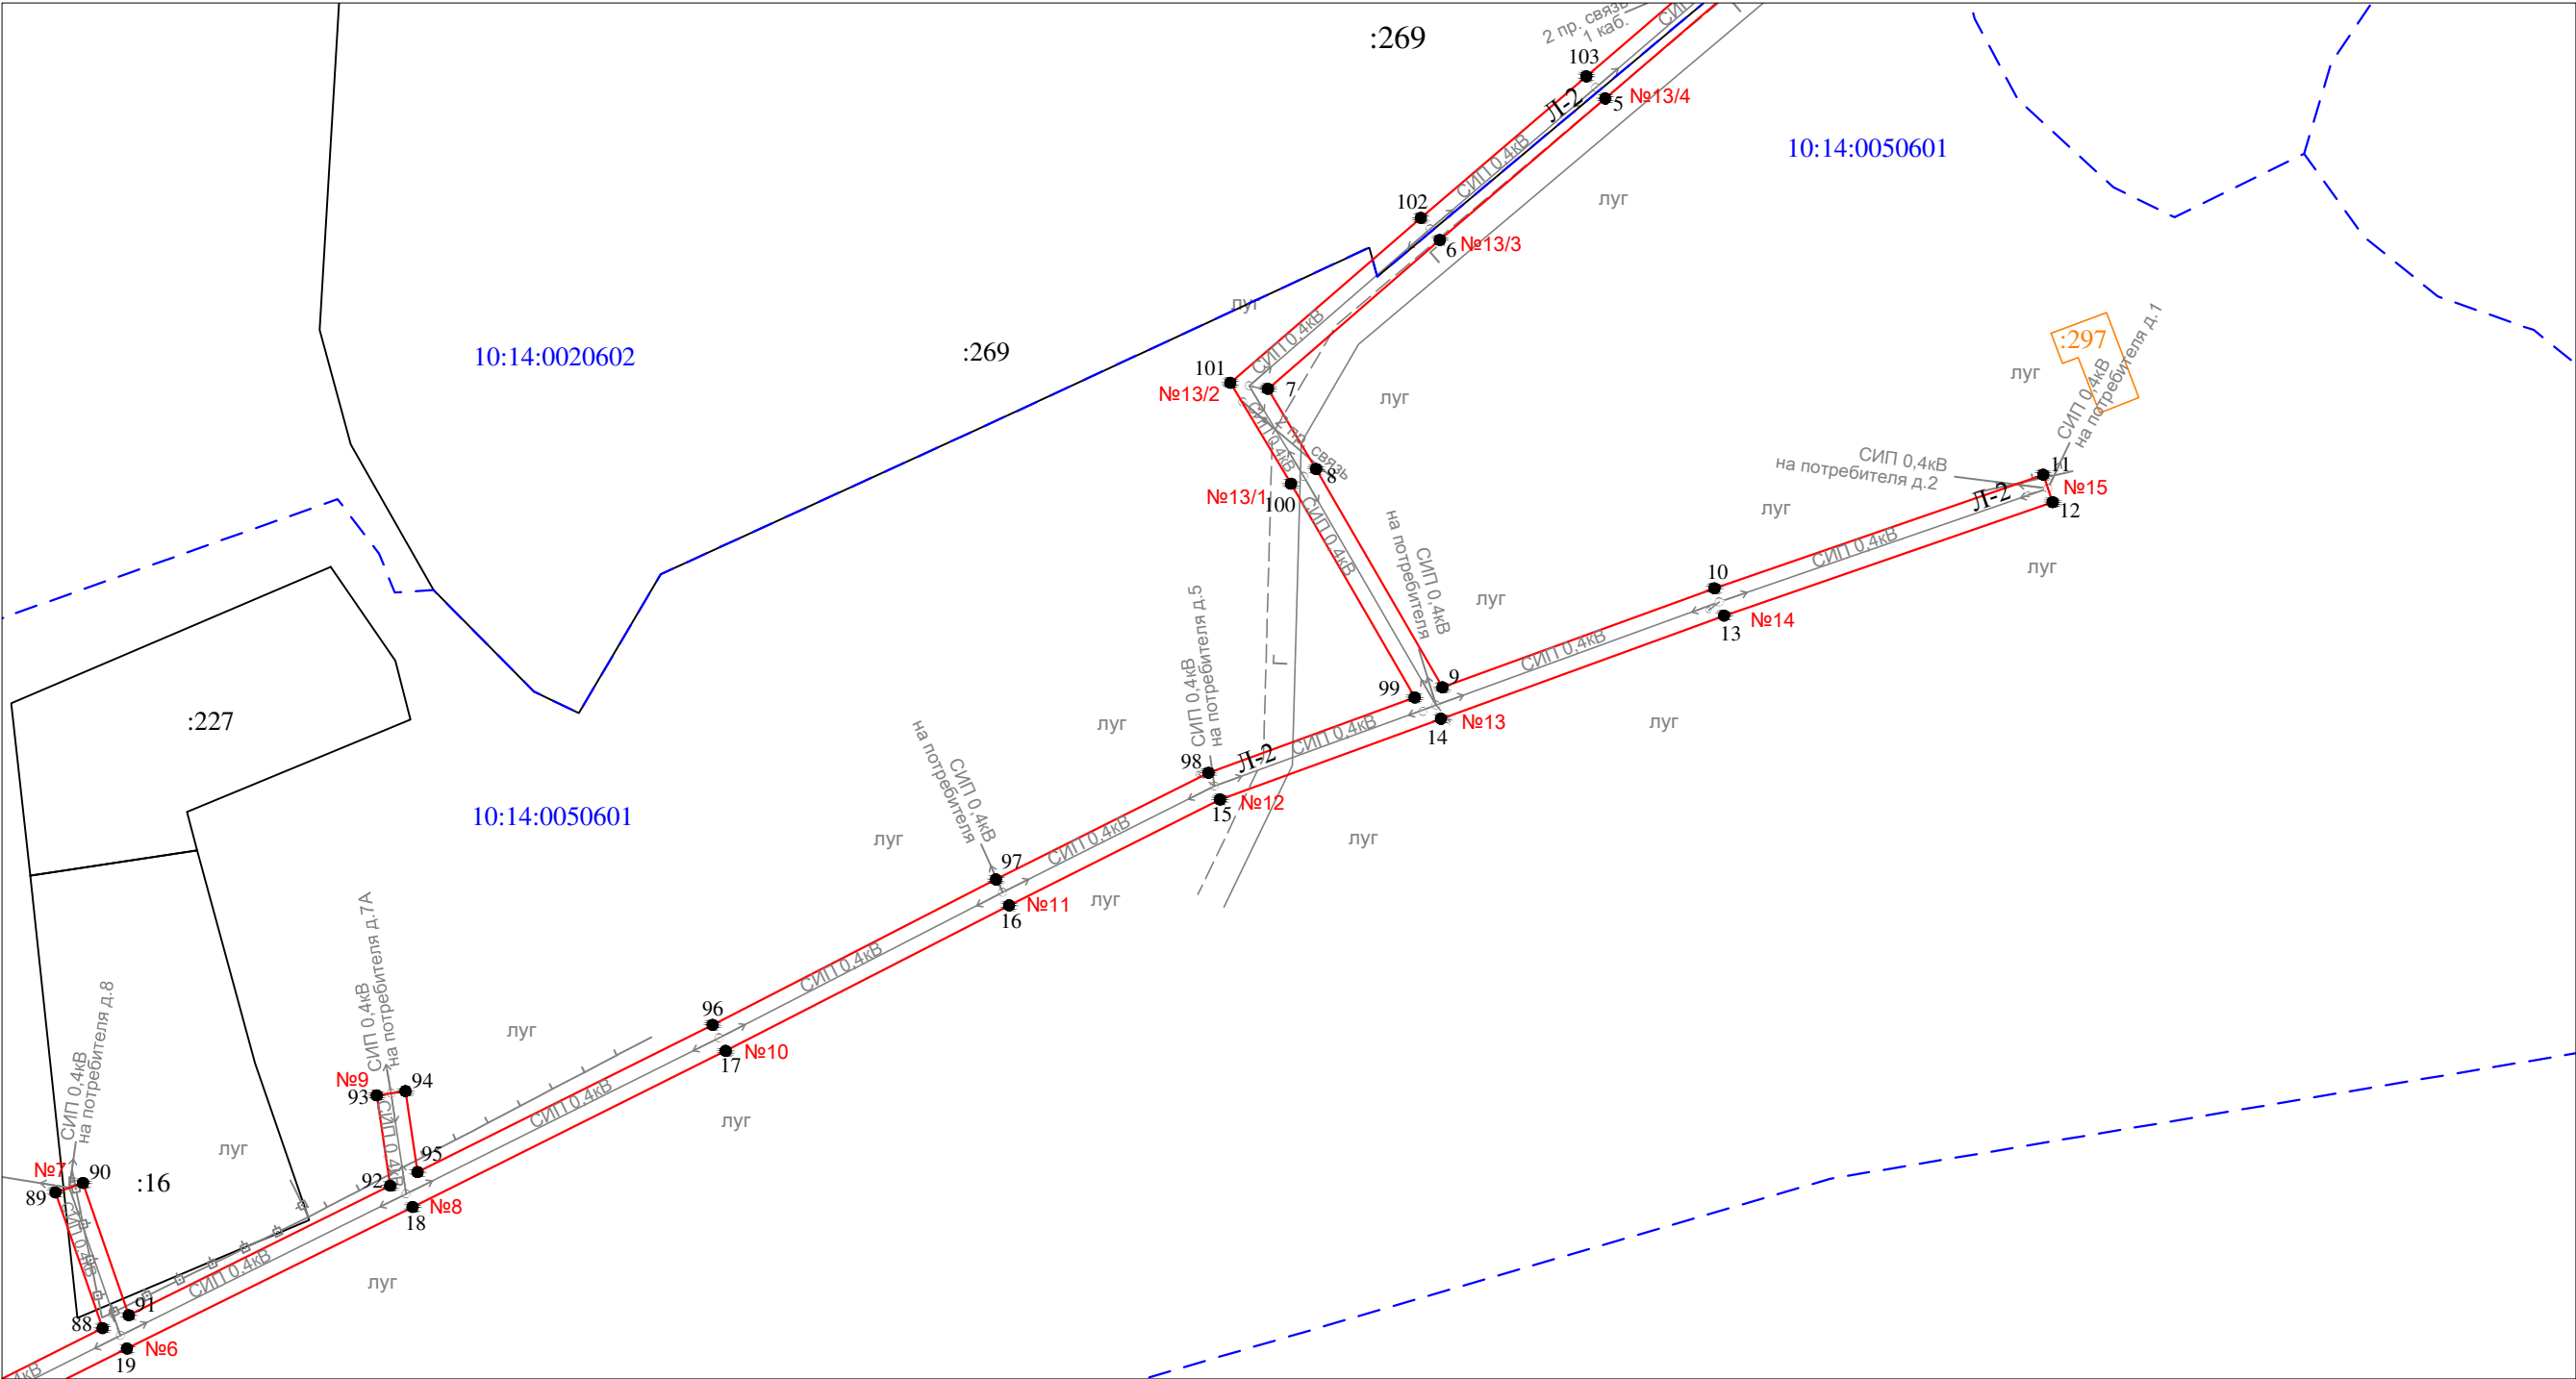 :269
2 пр. связь
1 каб.
СИП
Г
103
Л-2
5
№13/4
10:14:0050601
СИП 0,4кВ
луг
102
6
№13/3
Г
луг
10:14:0020602
:269
СИП 0,4кВ
101
№13/2
7
луг
СИП 0,4кВ
2 пр. связь
8
№13/1
100
СИП 0,4кВ
:297
луг
СИП 0,4кВ
на потребителя д.1
СИП 0,4кВ
на потребителя д.2
11
Л-2
№15
12
луг
СИП 0,4кВ
луг
10
13
№14
на потребителя
СИП 0,4кВ
луг
СИП 0,4кВ
9
99
№13
14
луг
Г
СИП 0,4кВ
на потребителя д.5
луг
98
Л-2
СИП 0,4кВ
15
№12
луг
:227
10:14:0050601
на потребителя
СИП 0,4кВ
луг
97
СИП 0,4кВ
16
№11
луг
СИП 0,4кВ
96
17
№10
луг
СИП 0,4кВ
на потребителя д.7А
луг
№9
93
94
СИП 0,4кВ
СИП 0,4кВ
95
92
18
№8
луг
СИП 0,4кВ
на потребителя д.8
луг
№7
90
89
:16
СИП 0,4кВ
СИП 0,4кВ
91
88
19
№6
4кВ